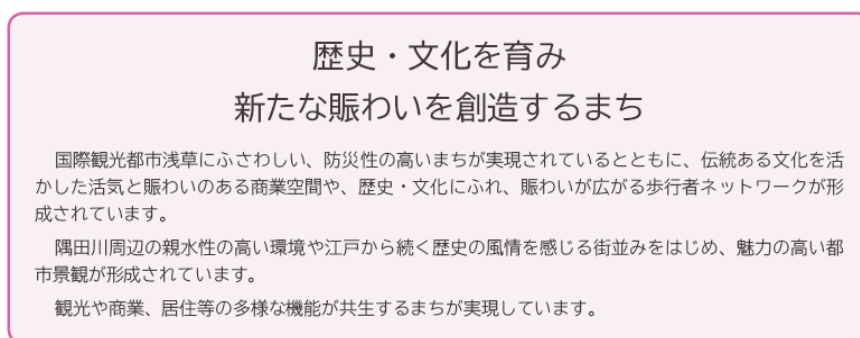 歴史・文化を育み
新たな賑わいを創造するまち
国際観光都市浅草にふさわしい、防災性の高いまちが実現されているとともに、伝統ある文化を活
かした活気と賑わいのある商業空間や、歴史・文化にふれ、賑わいが広がる歩行者ネットワークが形
成されています。
隅田川周辺の親水性の高い環境や江戸から続く歴史の風情を感じる街並みをはじめ、魅力の高い都
市景観が形成されています。
観光や商業、居住等の多様な機能が共生するまちが実現しています。